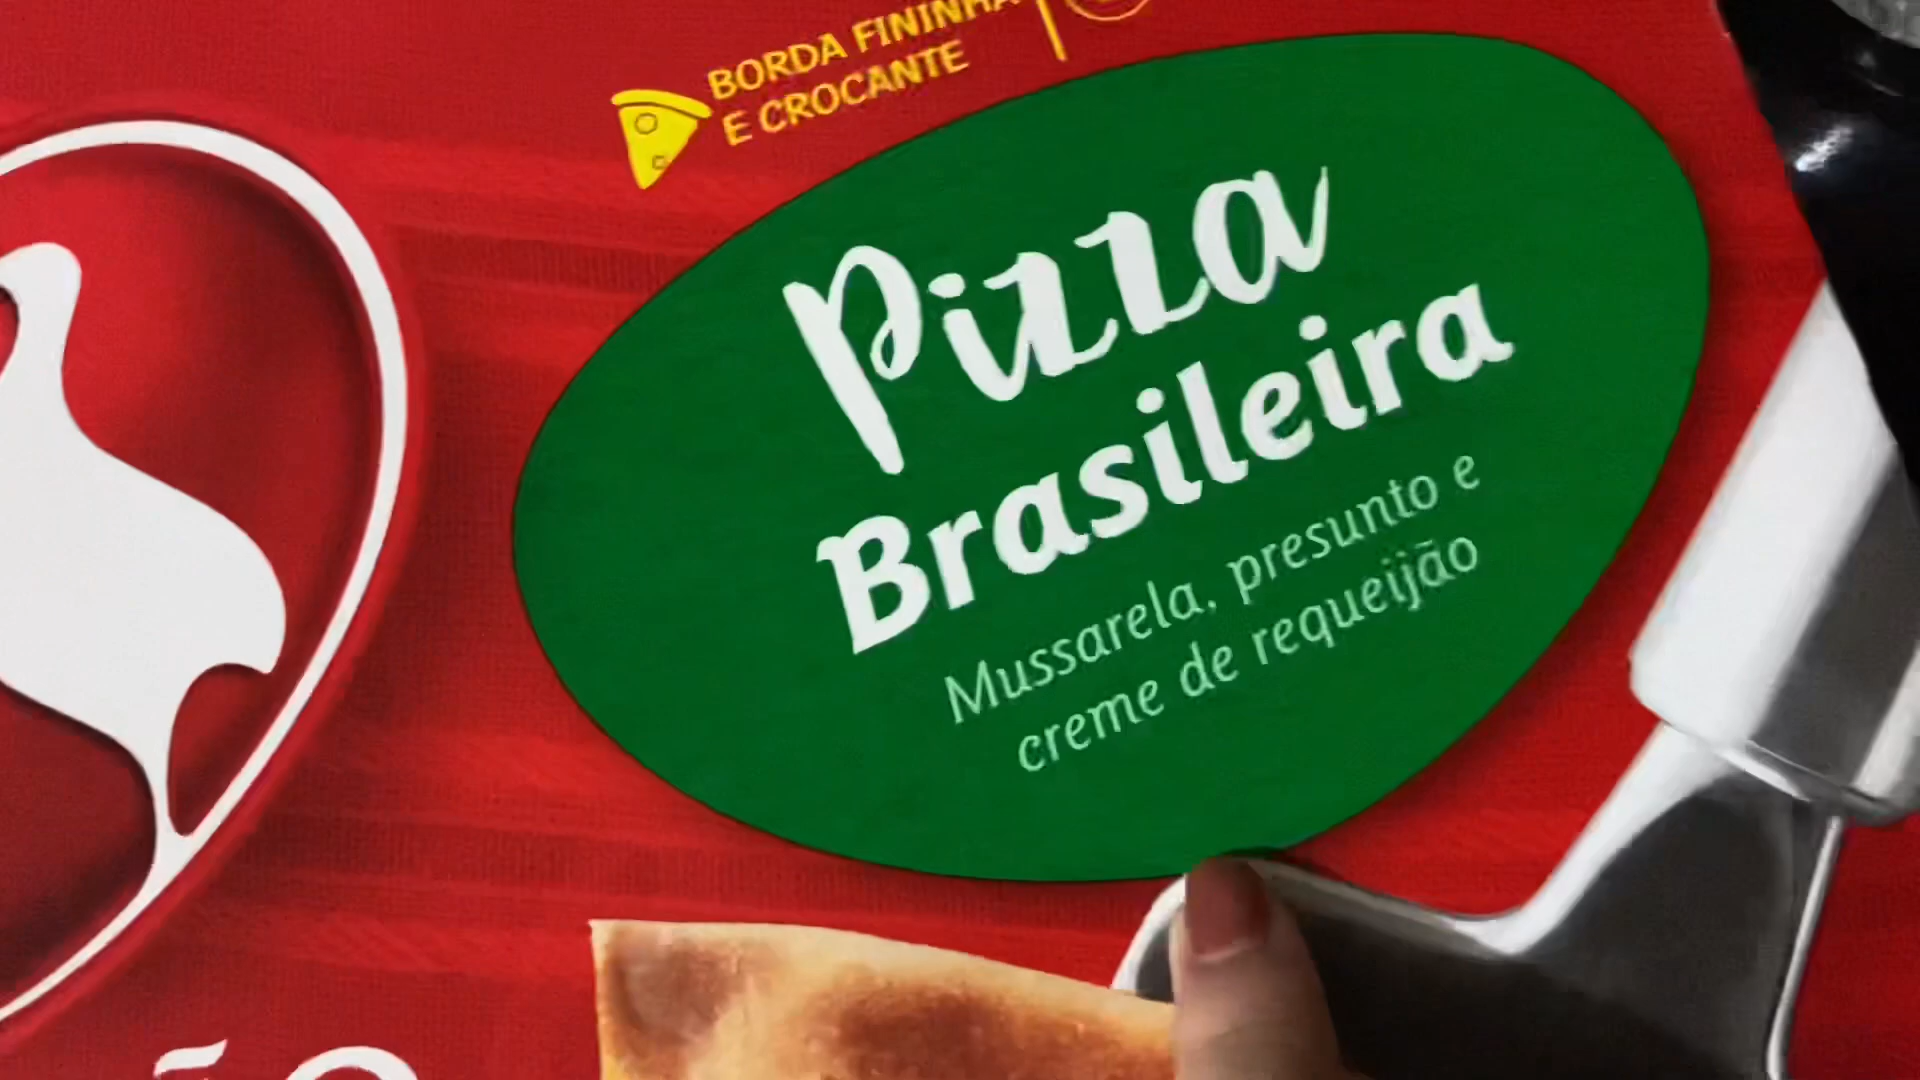 BORDA FININHA
E CROCANTE
Pizza
Brasileira
Mussarela, presunto e
creme de requeijão